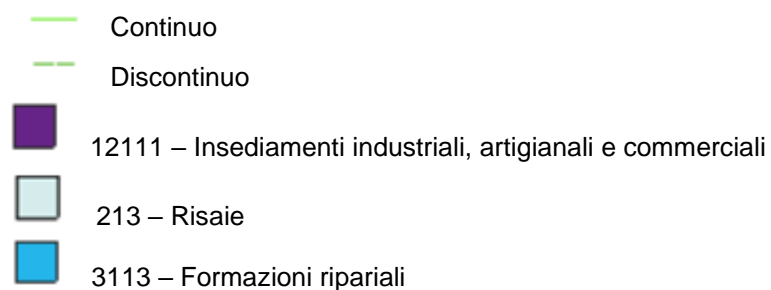 Continuo
Discontinuo
12111 – Insediamenti industriali, artigianali e commerciali
213 – Risaie
3113 – Formazioni ripariali